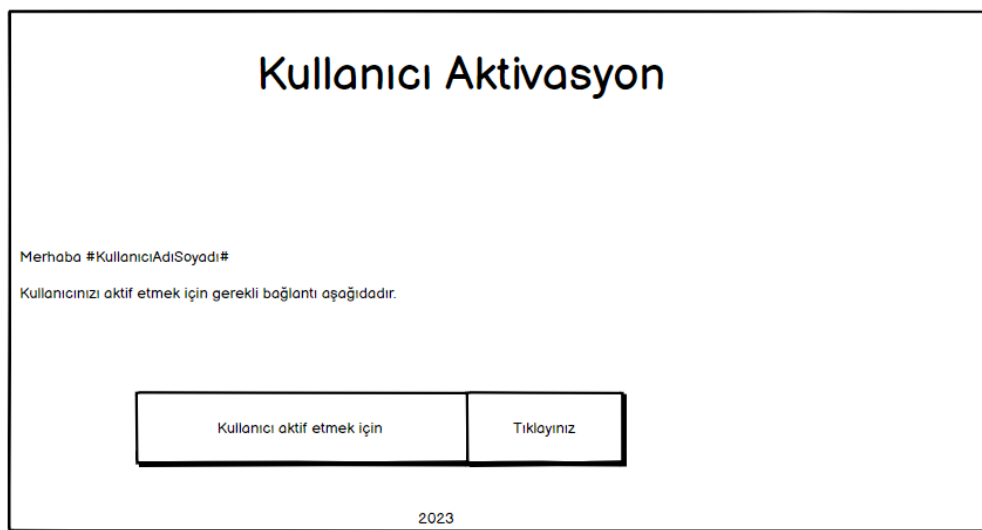 Kullanıcı Aktivasyon
Merhaba #KullanıcıAdıSoyadı#
Kullanıcınızı aktif etmek için gerekli bağlantı aşağıdadır.
Kullanıcı aktif etmek için
Tıklayınız
2023